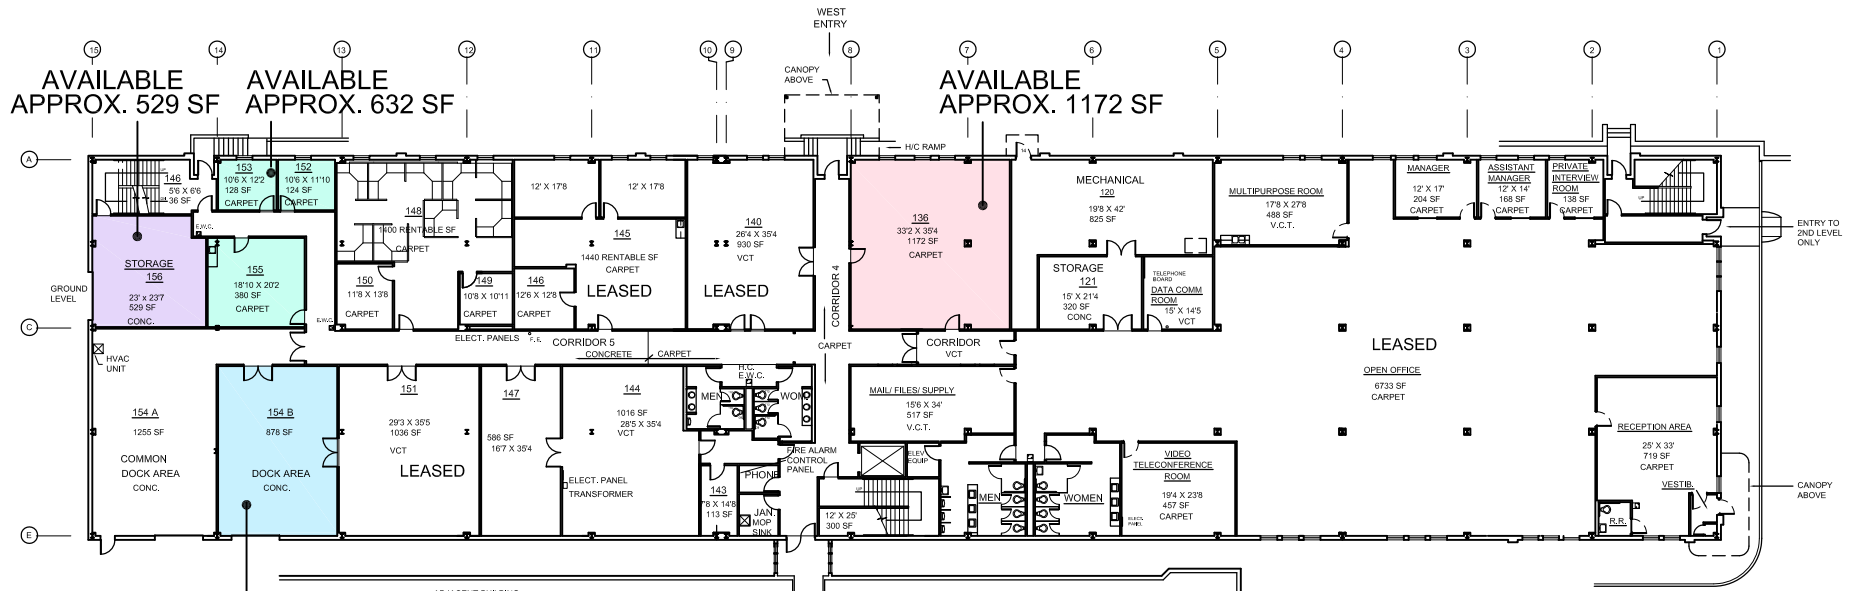 WEST
ENTRY
15
14
13
12
11
10
9
8
7
6
5
4
3
2
1
AVAILABLE
APPROX. 529 SF
AVAILABLE
APPROX. 632 SF
CANOPY
ABOVE
AVAILABLE
APPROX. 1172 SF
A
H/C RAMP
146
5'6 X 6'6
36 SF
UP
E.W.C.
153
10'6 X 12'2
128 SF
CARPET
152
10'6 X 11'10
124 SF
CARPET
148
1400 RENTABLE SF
CARPET
12' X 17'8
12' X 17'8
145
1440 RENTABLE SF
CARPET
LEASED
140
26'4 X 35'4
930 SF
VCT
LEASED
136
33'2 X 35'4
1172 SF
CARPET
MECHANICAL
120
19'8 X 42'
825 SF
MULTIPURPOSE ROOM
17'8 X 27'8
488 SF
V.C.T.
MANAGER
12' X 17'
204 SF
CARPET
ASSISTANT
MANAGER
12' X 14'
168 SF
CARPET
PRIVATE
INTERVIEW
ROOM
138 SF
CARPET
UP
ENTRY TO
2ND LEVEL
ONLY
GROUND
LEVEL
STORAGE
156
23' x 23'7
529 SF
CONC.
155
18'10 X 20'2
380 SF
CARPET
E.W.C.
150
11'8 X 13'8
CARPET
149
10'8 X 10'11
CARPET
146
12'6 X 12'8
CARPET
CORRIDOR 4
STORAGE
121
15' X 21'4
320 SF
CONC
TELEPHONE
BOARD
DATA COMM
ROOM
15' X 14'5
VCT
C
ELECT. PANELS
F.E.
CORRIDOR 5
CONCRETE
CARPET
CARPET
CORRIDOR
VCT
LEASED
OPEN OFFICE
6733 SF
CARPET
HVAC
UNIT
154 A
1255 SF
COMMON
DOCK AREA
CONC.
154 B
878 SF
DOCK AREA
CONC.
151
29'3 X 35'5
1036 SF
VCT
LEASED
147
586 SF
16'7 X 35'4
144
1016 SF
28'5 X 35'4
VCT
ELECT. PANEL
TRANSFORMER
H.C.
E.W.C.
MEN
WOM
FIRE ALARM
CONTROL
PANEL
PHONE
143
7'8 X 14'8
113 SF
JAN.
MOP
SINK
MAIL/ FILES/ SUPPLY
15'6 X 34'
517 SF
V.C.T.
ELEV
EQUIP
UP
12' X 25'
300 SF
MEN
WOMEN
VIDEO
TELECONFERENCE
ROOM
19'4 X 23'8
457 SF
CARPET
ELECT.
PANEL
RECEPTION AREA
25' X 33'
719 SF
CARPET
VESTIB.
R.R.
CANOPY
ABOVE
E